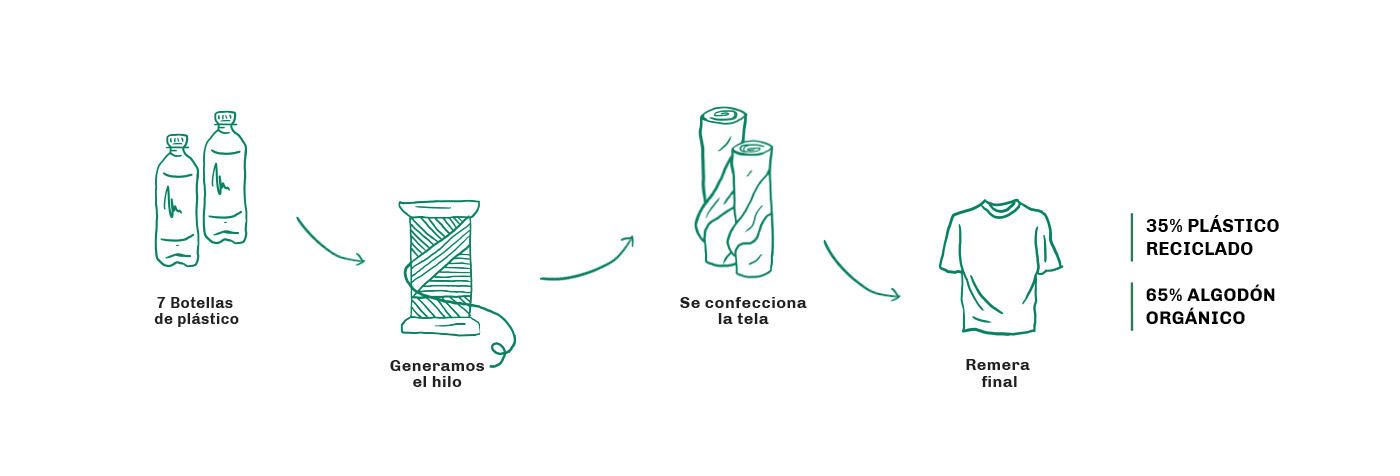 7 Botellas
de plástico
Generamos
el hilo
Se confecciona
la tela
Remera
final
35% PLÁSTICO
RECICLADO
65% ALGODÓN
ORGÁNICO